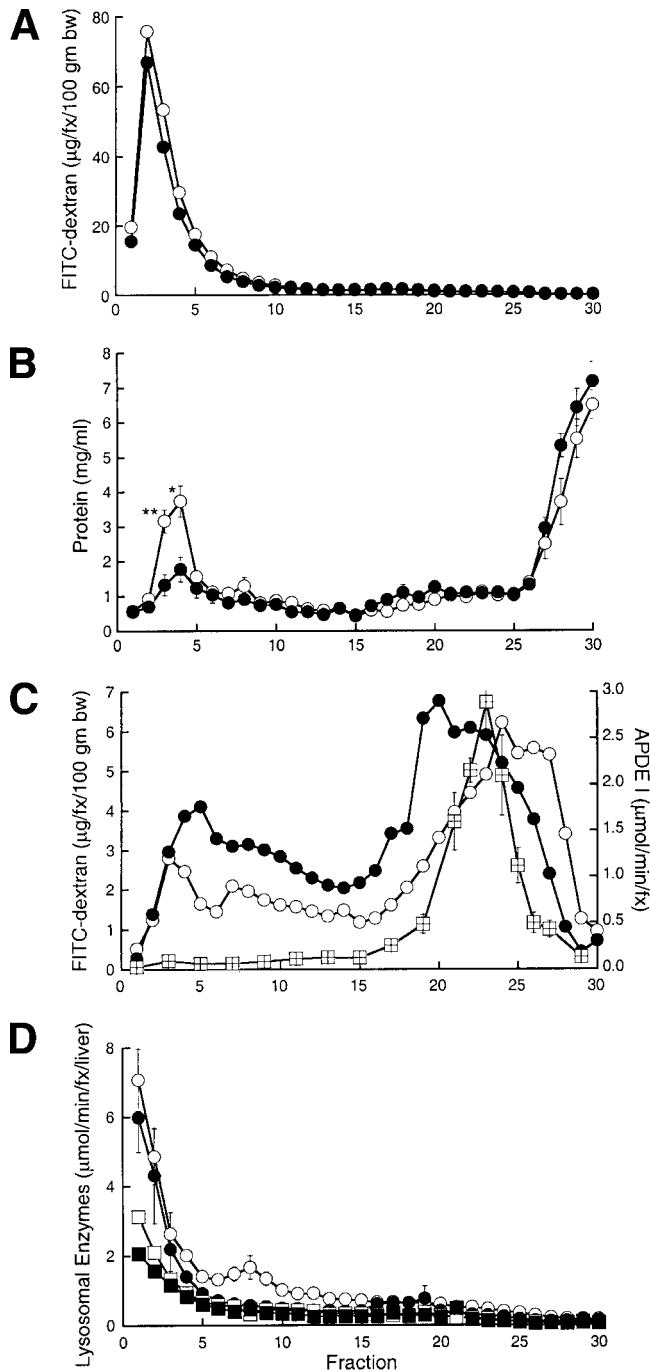 A
FITC-dextran (µg/fx/100 gm bw)
80
60
40
20
0
0 5 10 15 20 25 30
B
Protein (mg/ml)
8
7
6
5
4
3
2
1
0
** *
0 5 10 15 20 25 30
C
FITC-dextran (µg/fx/100 gm bw)
7
6
5
4
3
2
1
0
3.0
2.5
2.0
1.5
1.0
0.5
0.0
APDE I (µmol/min/fx)
0 5 10 15 20 25 30
D
Lysosomal Enzymes (µmol/min/fx/liver)
8
6
4
2
0
0 5 10 15 20 25 30
Fraction